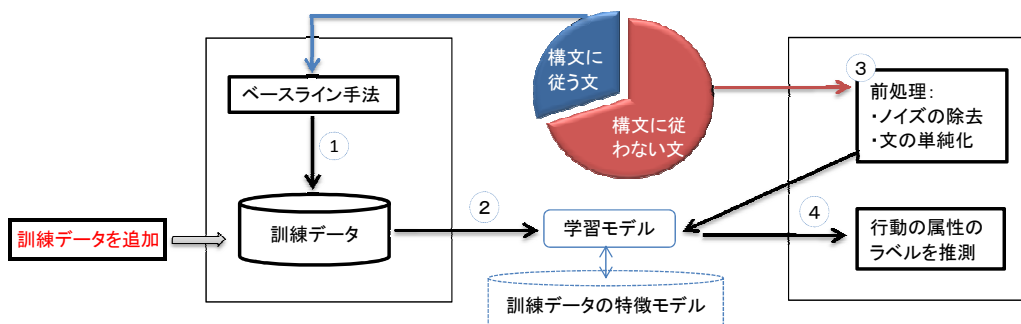 構文に
従う文
構文に従
わない文
ベースライン手法
①
訓練データ
訓練データを追加
②
学習モデル
訓練データの特徴モデル
③
前処理:
・ノイズの除去
・文の単純化
④
行動の属性の
ラベルを推測